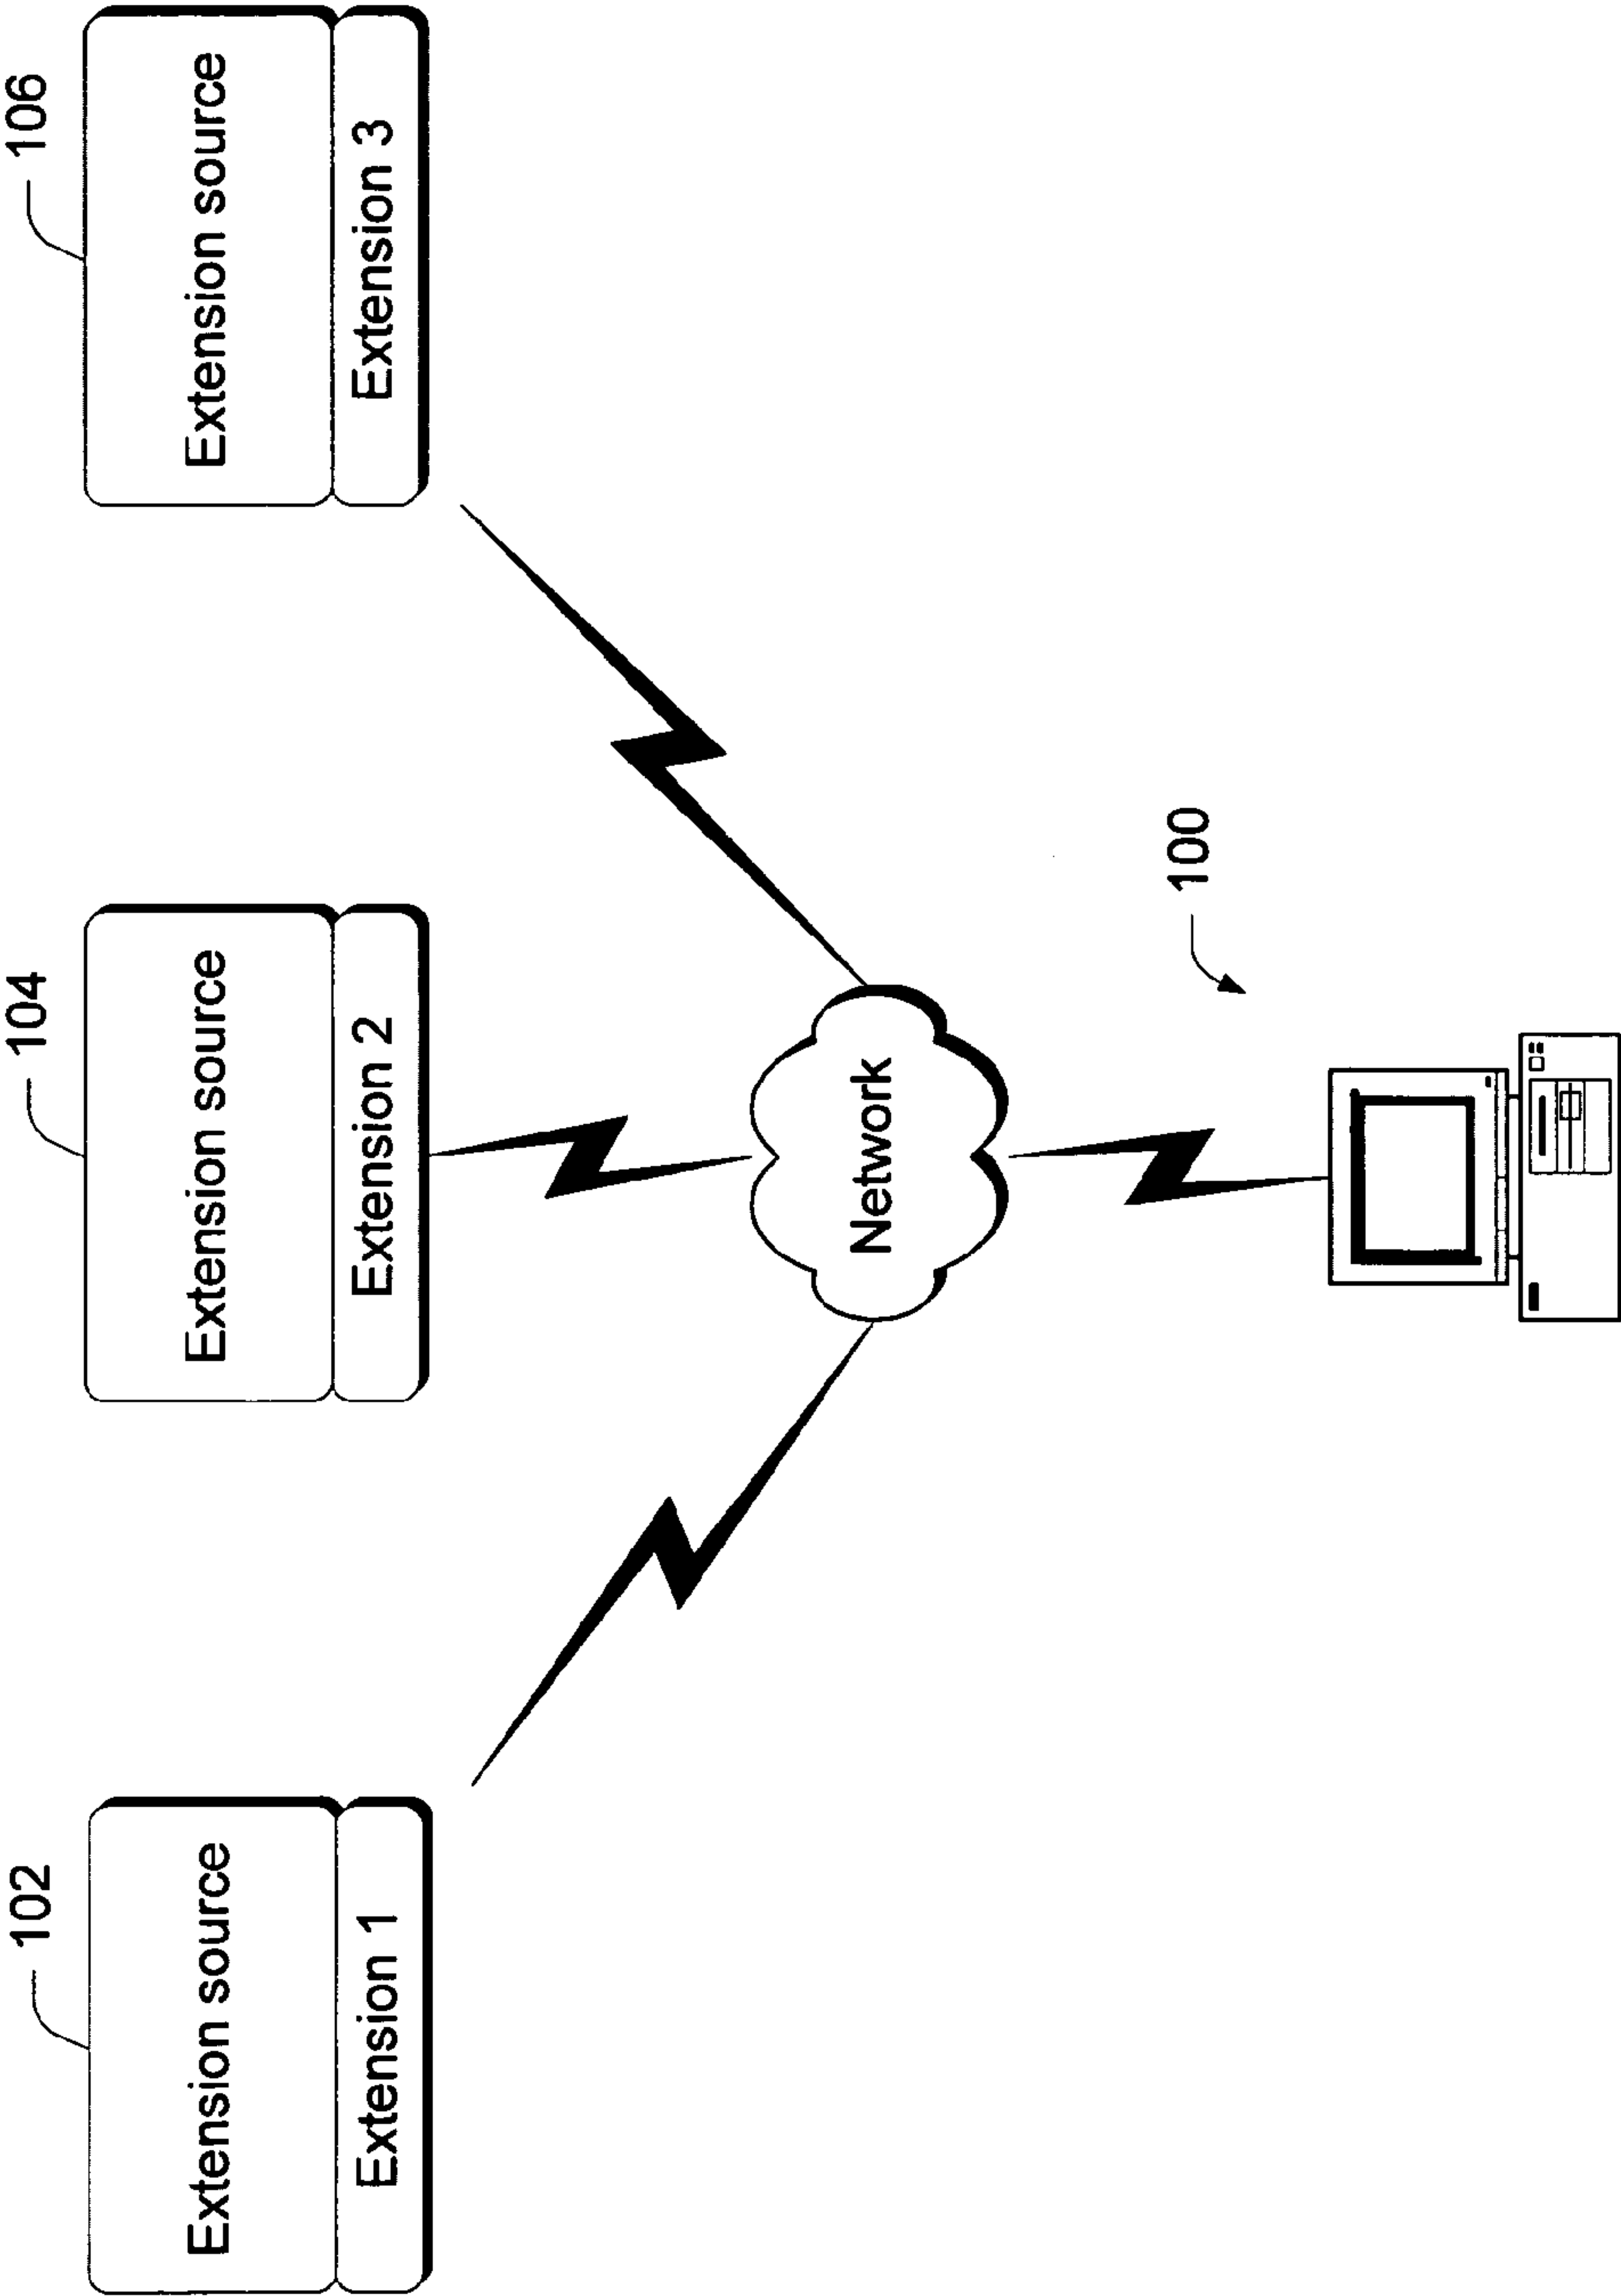 102
104
106
Extension source
Extension source
Extension source
Extension 1
Extension 2
Extension 3
Network
100